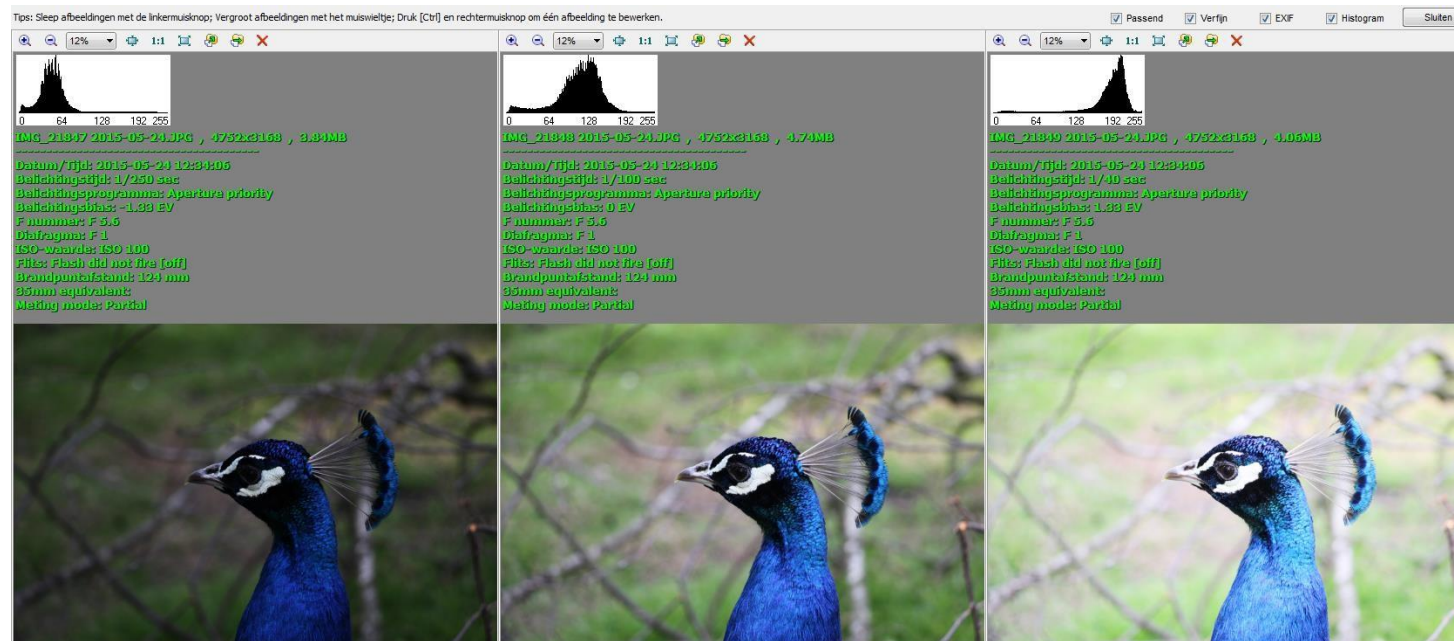 Tips: Sleep afbeeldingen met de linkermuisknop; Vergroot afbeeldingen met het muiswieltje; Druk [Ctrl] en rechtermuisknop om één afbeelding te bewerken.
Passend Verfijn EXIF Histogram Sluiten
12% 1:1
0 64 128 192 255
IMG_21847 2015-05-24.JPG , 4752x3168 , 3.84MB
Datum/Tijd: 2015-05-24 12:34:06
Belichtingstijd: 1/250 sec
Belichtingsprogramma: Aperture priority
Belichtingsbias: -1.33 EV
F nummer: F 5.6
Diafragma: F 1
ISO-waarde: ISO 100
Flits: Flash did not fire [off]
Brandpuntafstand: 124 mm
35mm equivalent:
Meting mode: Partial
12% 1:1
0 64 128 192 255
IMG_21848 2015-05-24.JPG , 4752x3168 , 4.74MB
Datum/Tijd: 2015-05-24 12:34:06
Belichtingstijd: 1/100 sec
Belichtingsprogramma: Aperture priority
Belichtingsbias: 0 EV
F nummer: F 5.6
Diafragma: F 1
ISO-waarde: ISO 100
Flits: Flash did not fire [off]
Brandpuntafstand: 124 mm
35mm equivalent:
Meting mode: Partial
12% 1:1
0 64 128 192 255
IMG_21849 2015-05-24.JPG , 4752x3168 , 4.06MB
Datum/Tijd: 2015-05-24 12:34:06
Belichtingstijd: 1/40 sec
Belichtingsprogramma: Aperture priority
Belichtingsbias: 1.33 EV
F nummer: F 5.6
Diafragma: F 1
ISO-waarde: ISO 100
Flits: Flash did not fire [off]
Brandpuntafstand: 124 mm
35mm equivalent:
Meting mode: Partial